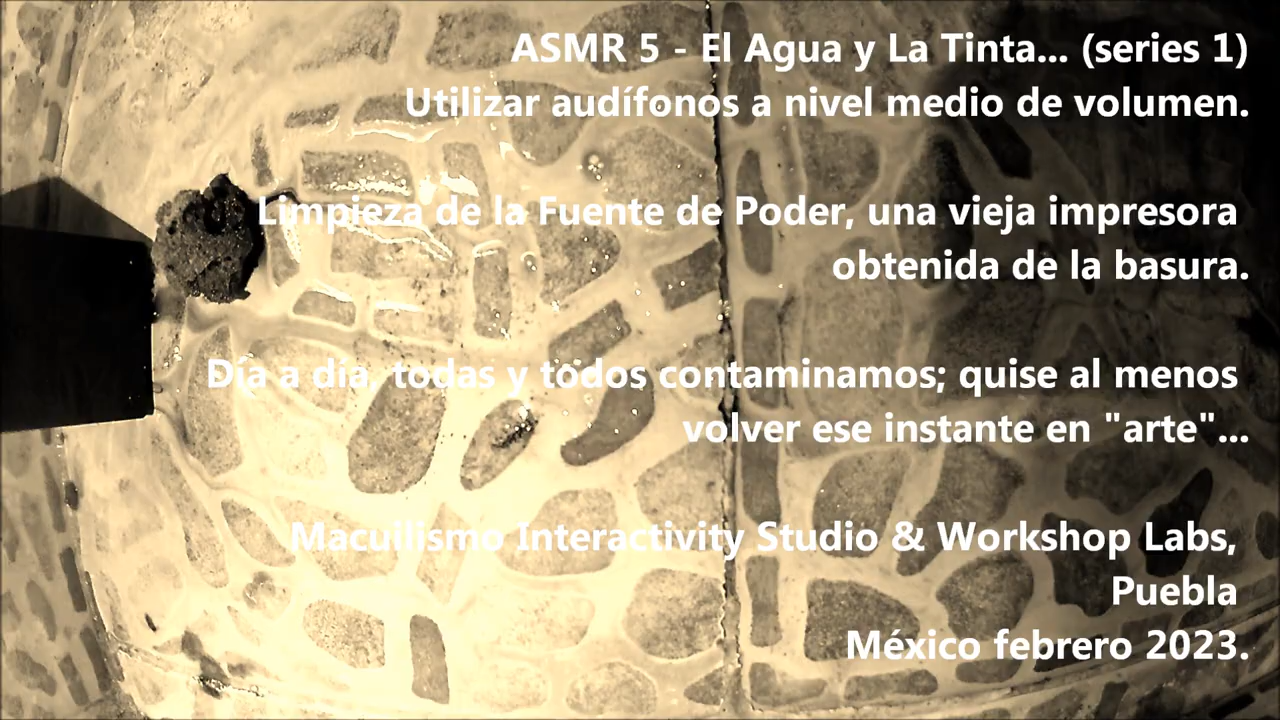 ASMR 5 - El Agua y La Tinta... (series 1)
Utilizar audífonos a nivel medio de volumen.
Limpieza de la Fuente de Poder, una vieja impresora
obtenida de la basura.
Día a día, todas y todos contaminamos; quise al menos
volver ese instante en "arte"...
Macuilismo Interactivity Studio & Workshop Labs,
Puebla
México febrero 2023.